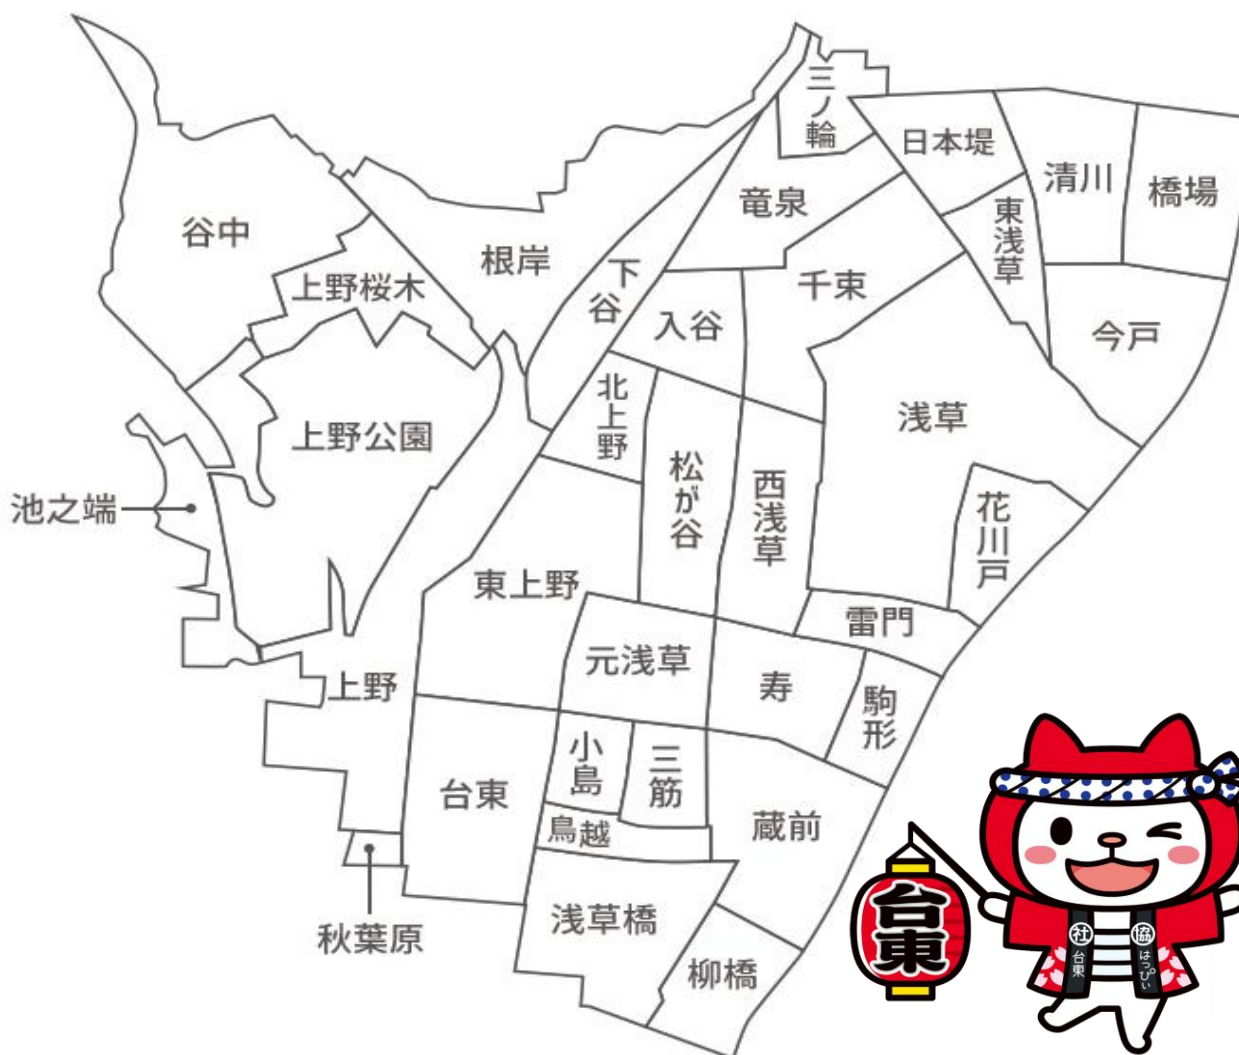 三ノ輪
日本堤
清川
橋場
竜泉
東浅草
谷中
根岸
下谷
千束
上野桜木
入谷
今戸
北上野
浅草
上野公園
松が谷
西浅草
池之端
花川戸
東上野
雷門
元浅草
寿
上野
駒形
小島
三筋
台東
蔵前
鳥越
浅草橋
秋葉原
柳橋
台東
社台東
協はっぴぃ